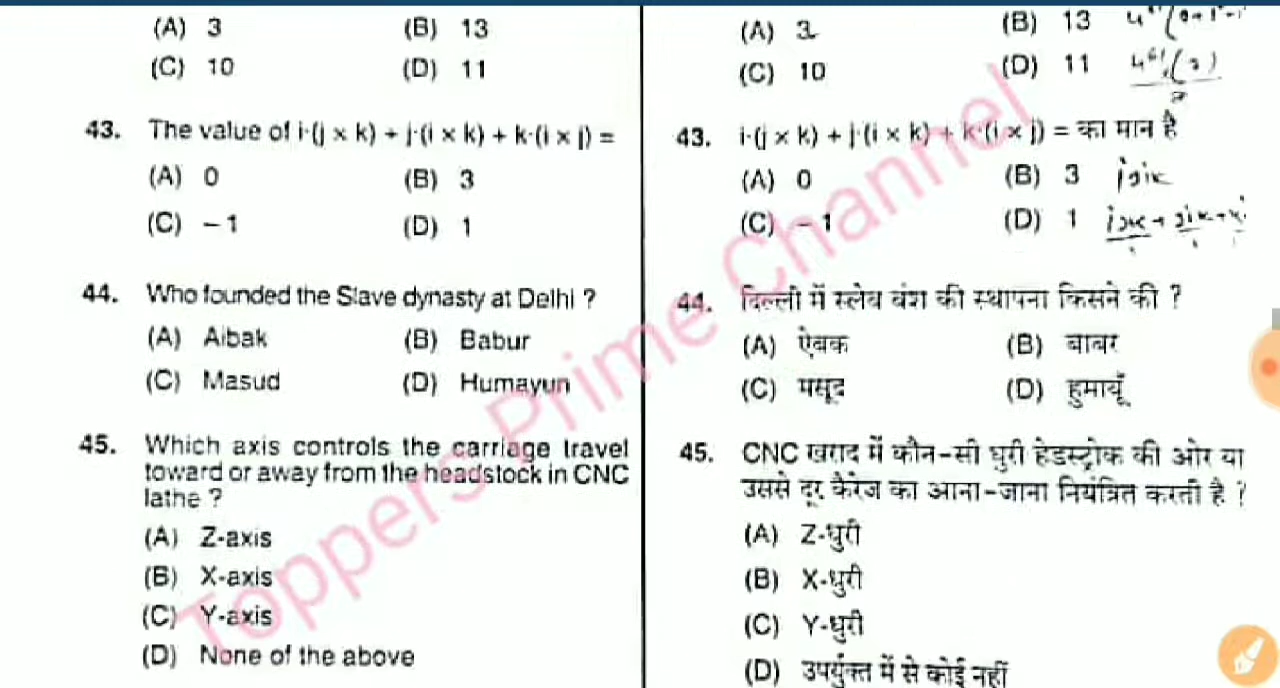 (A) 3 (B) 13
(C) 10 (D) 11
43. The value of i·(j × k) + j·(i × k) + k·(i × j) =
(A) 0 (B) 3
(C) – 1 (D) 1
44. Who founded the Slave dynasty at Delhi ?
(A) Aibak (B) Babur
(C) Masud (D) Humayun
45. Which axis controls the carriage travel
toward or away from the headstock in CNC
lathe ?
(A) Z-axis
(B) X-axis
(C) Y-axis
(D) None of the above
(A) 3 (B) 13
(C) 10 (D) 11
43. i·(j × k) + j·(i × k) + k·(i × j) = का मान है
(A) 0 (B) 3
(C) – 1 (D) 1
44. दिल्ली में स्लेव वंश की स्थापना किसने की ?
(A) ऐबक (B) बाबर
(C) मसूद (D) हुमायूँ
45. CNC खराद में कौन-सी धुरी हेडस्ट्रोक की ओर या
उससे दूर कैरेज का आना-जाना नियंत्रित करती है ?
(A) Z-धुरी
(B) X-धुरी
(C) Y-धुरी
(D) उपर्युक्त में से कोई नहीं
Toppers Prime Channel